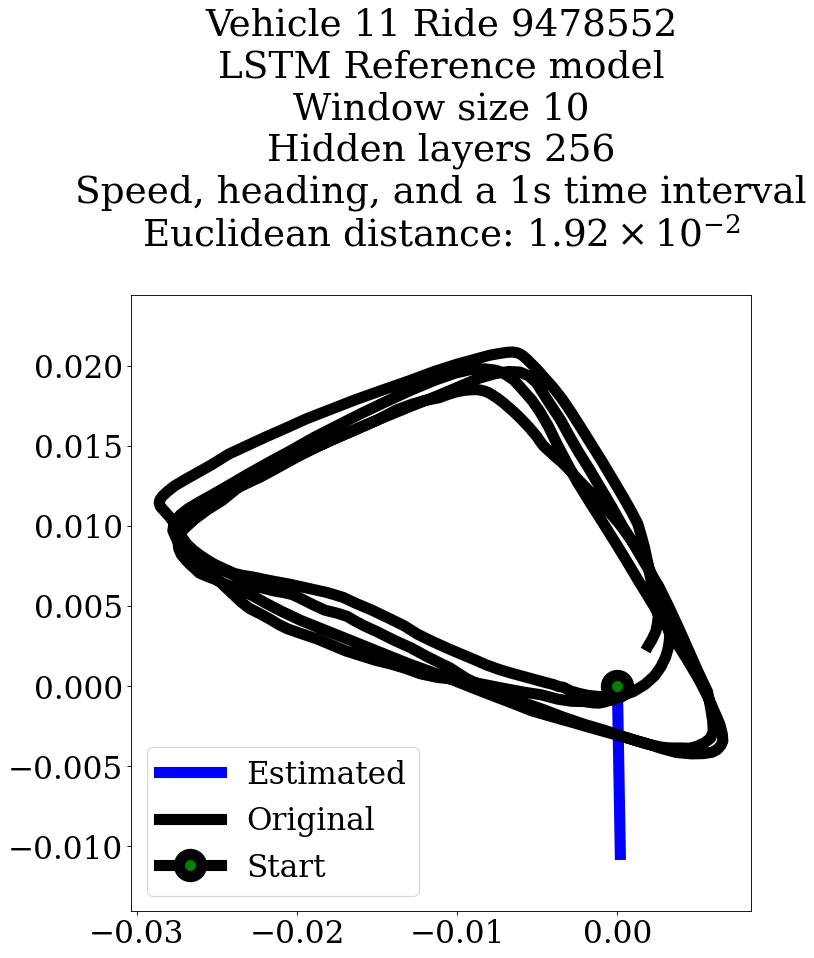 Vehicle 11 Ride 9478552
LSTM Reference model
Window size 10
Hidden layers 256
Speed, heading, and a 1s time interval
Euclidean distance: 1.92 × 10⁻²
0.020
0.015
0.010
0.005
0.000
−0.005
−0.010
Estimated
Original
Start
−0.03 −0.02 −0.01 0.00